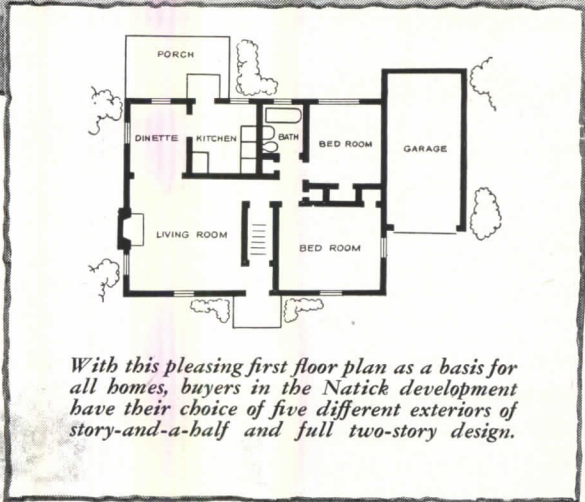 PORCH
DINETTE
KITCHEN
BATH
BED ROOM
GARAGE
LIVING ROOM
BED ROOM
With this pleasing first floor plan as a basis for
all homes, buyers in the Natick development
have their choice of five different exteriors of
story-and-a-half and full two-story design.